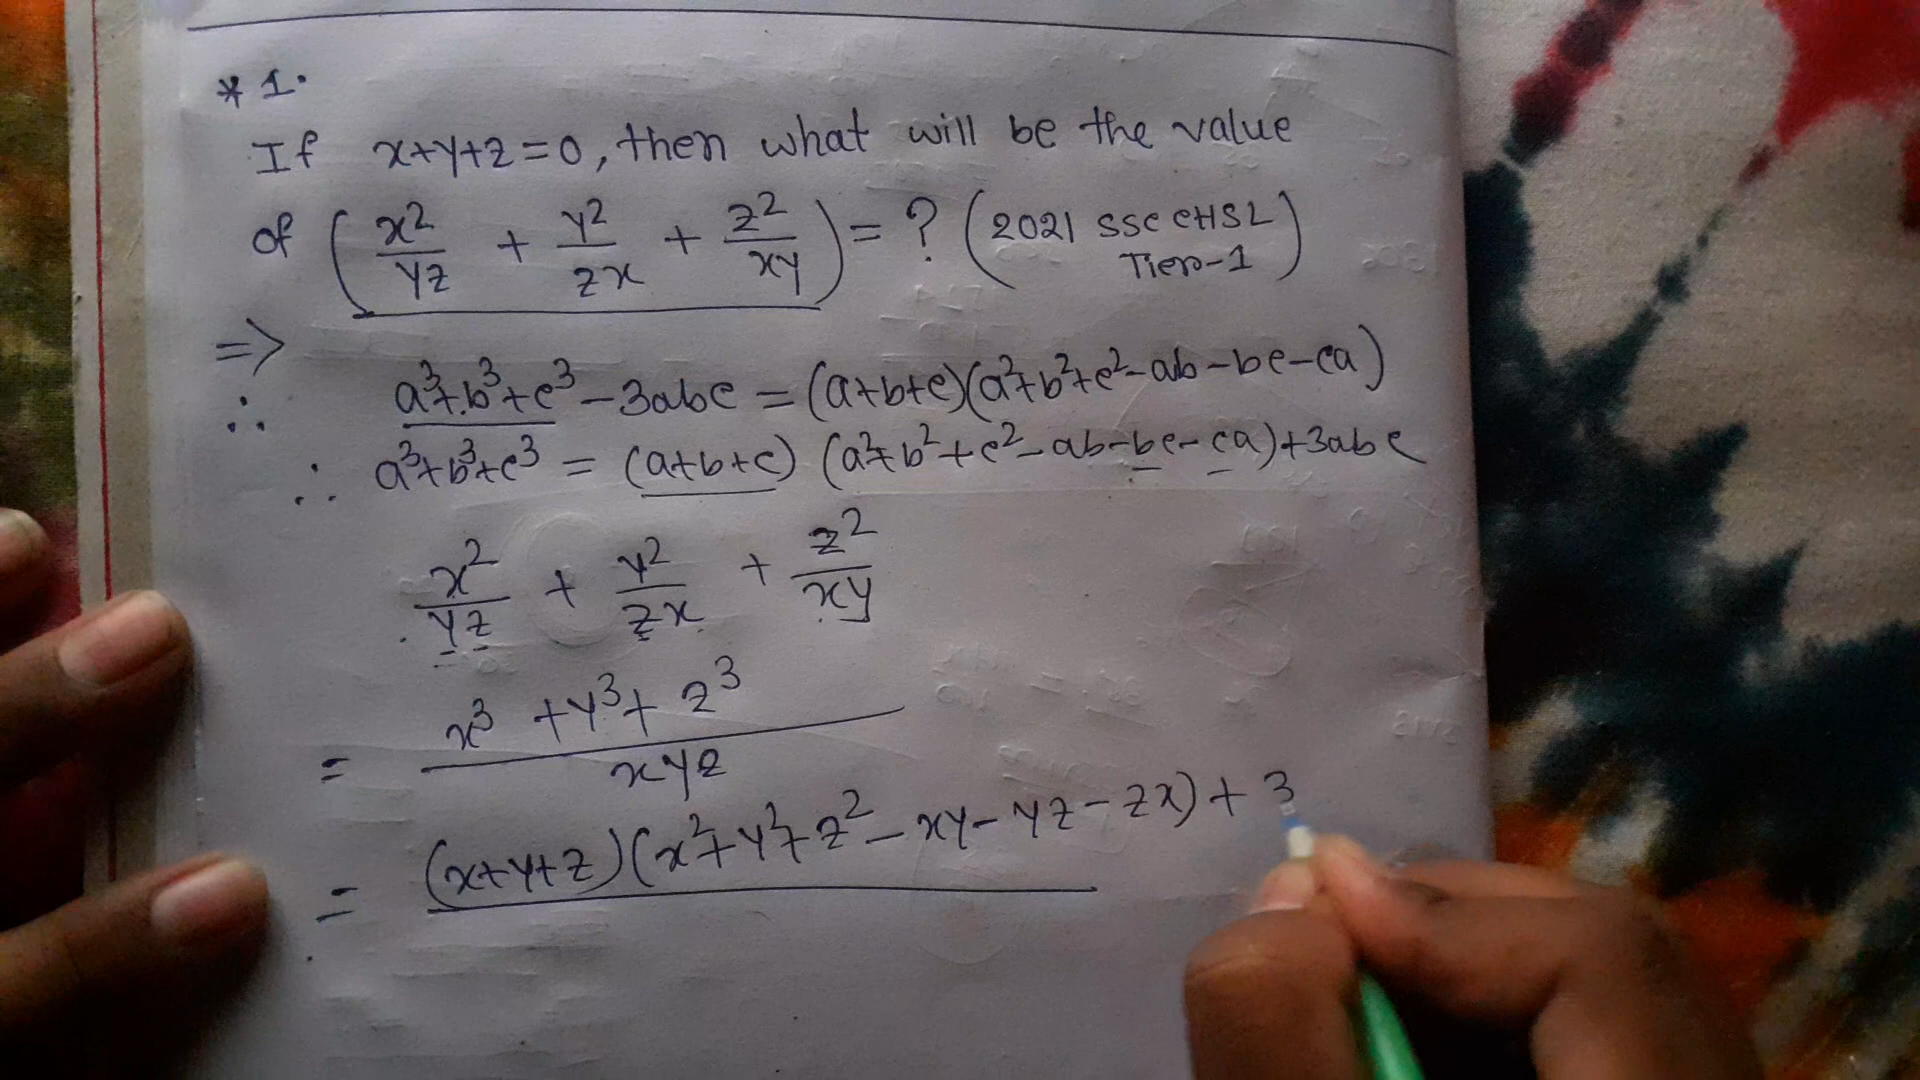 * 1.
If x+y+z=0, then what will be the value
of (x²/yz + y²/zx + z²/xy) = ? (2021 SSC CHSL Tier-1)
=>
∴ a³+b³+c³-3abc = (a+b+c)(a²+b²+c²-ab-bc-ca)
∴ a³+b³+c³ = (a+b+c) (a²+b²+c²-ab-bc-ca)+3abc
x²/yz + y²/zx + z²/xy
= x³+y³+z³/xyz
= (x+y+z)(x²+y²+z²-xy-yz-zx)+3